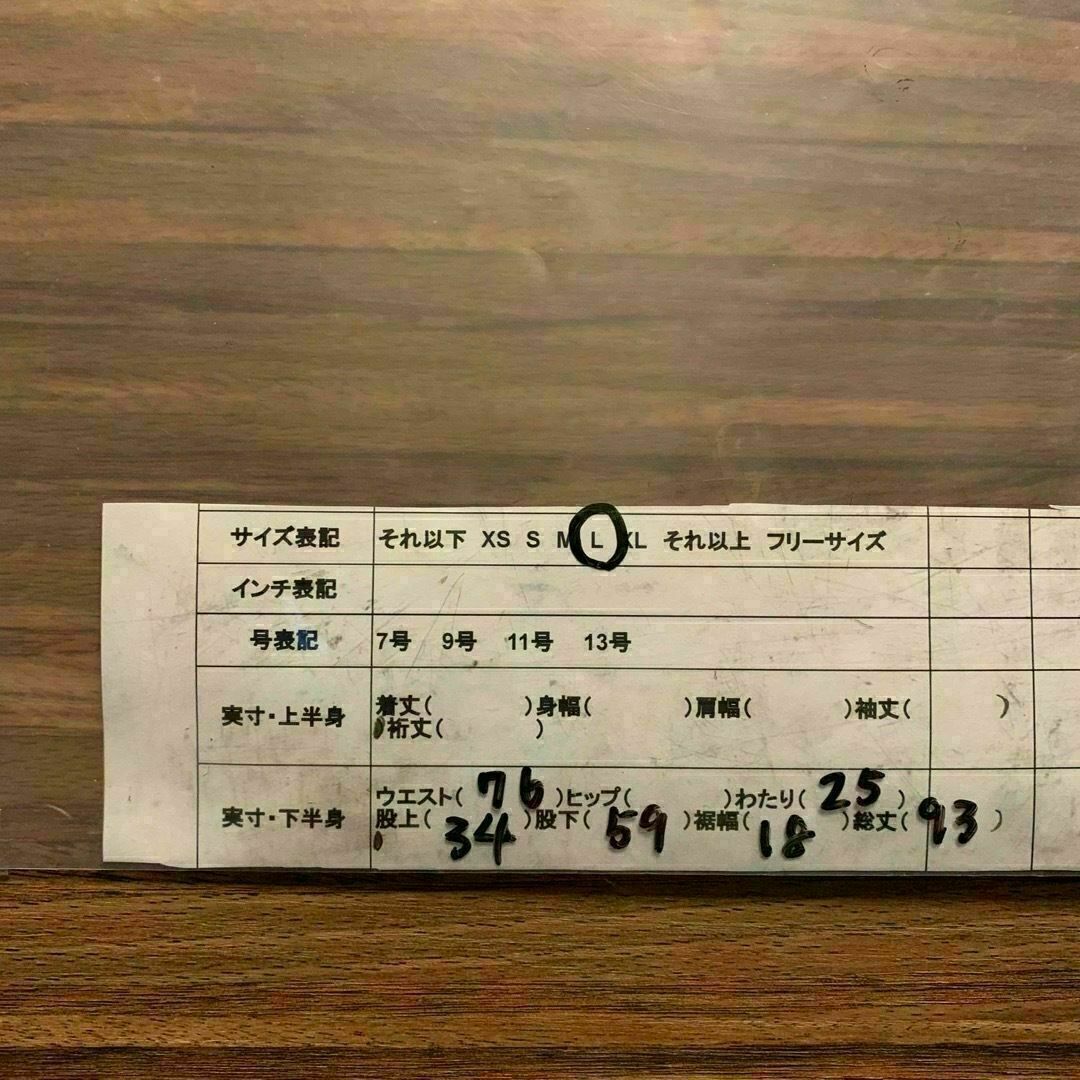 サイズ表記 それ以下 XS S M L XL それ以上 フリーサイズ
インチ表記
号表記 7号 9号 11号 13号
実寸・上半身 着丈( )身幅( )肩幅( )袖丈( )
裄丈( )
実寸・下半身 ウエスト( 76 )ヒップ( )わたり( 25 )
股上( 34 )股下( 59 )裾幅( 18 )総丈( 93 )